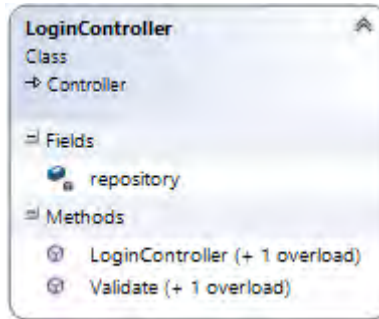 LoginController
Class
Controller
Fields
repository
Methods
LoginController (+ 1 overload)
Validate (+ 1 overload)